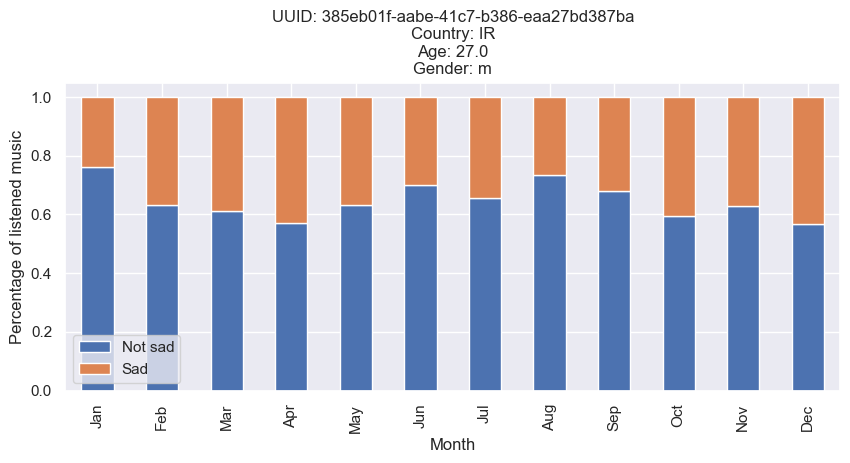 UUID: 385eb01f-aabe-41c7-b386-eaa27bd387ba
Country: IR
Age: 27.0
Gender: m
Percentage of listened music
1.0
0.8
0.6
0.4
0.2
0.0
Not sad
Sad
Jan
Feb
Mar
Apr
May
Jun
Jul
Aug
Sep
Oct
Nov
Dec
Month